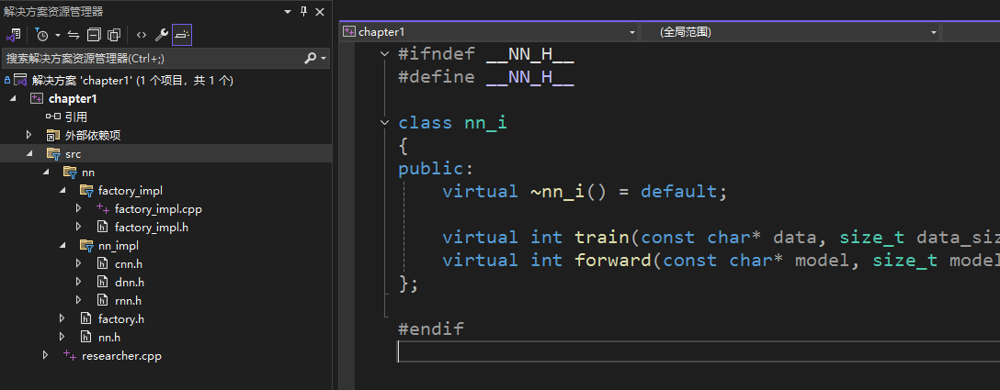 解决方案资源管理器
搜索解决方案资源管理器(Ctrl+;)
解决方案 'chapter1' (1 个项目，共 1 个)
chapter1
引用
外部依赖项
src
nn
factory_impl
factory_impl.cpp
factory_impl.h
nn_impl
cnn.h
dnn.h
rnn.h
factory.h
nn.h
researcher.cpp
chapter1
(全局范围)
#ifndef __NN_H__
#define __NN_H__
class nn_i
{
public:
virtual ~nn_i() = default;
virtual int train(const char* data, size_t data_siz
virtual int forward(const char* model, size_t model
};
#endif